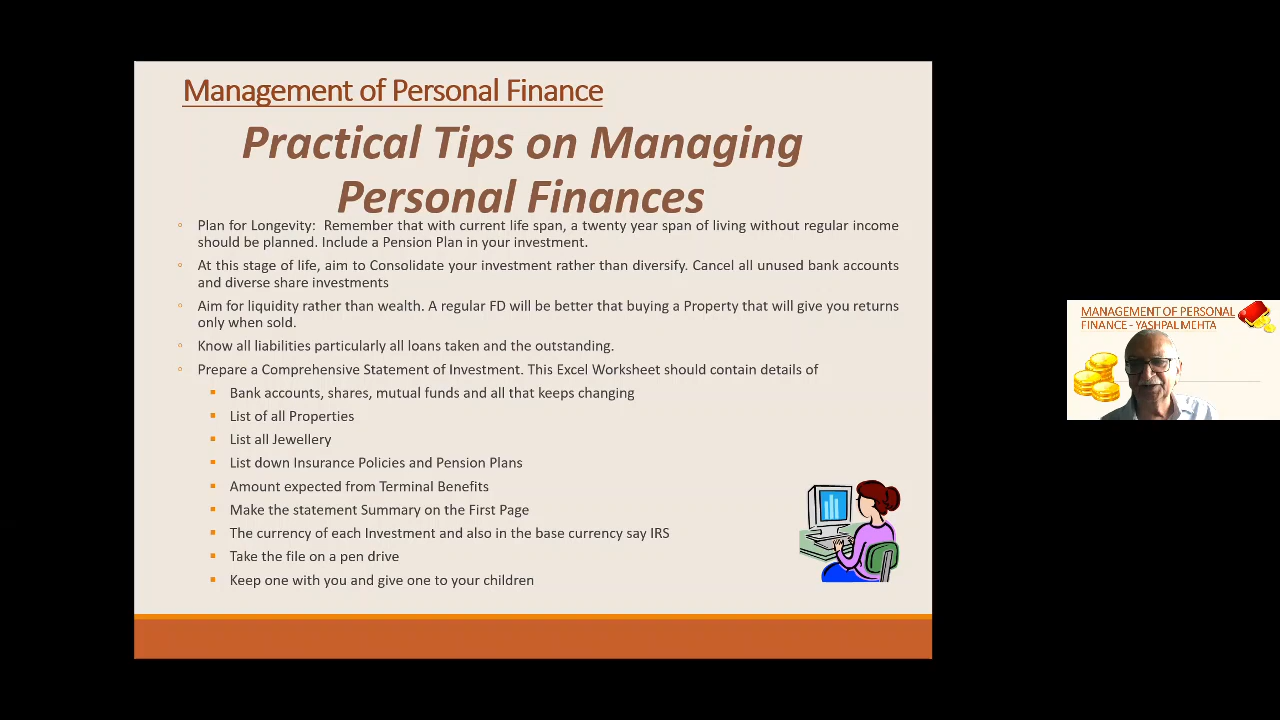 Management of Personal Finance
Practical Tips on Managing
Personal Finances
Plan for Longevity: Remember that with current life span, a twenty year span of living without regular income
should be planned. Include a Pension Plan in your investment.
At this stage of life, aim to Consolidate your investment rather than diversify. Cancel all unused bank accounts
and diverse share investments
Aim for liquidity rather than wealth. A regular FD will be better that buying a Property that will give you returns
only when sold.
Know all liabilities particularly all loans taken and the outstanding.
Prepare a Comprehensive Statement of Investment. This Excel Worksheet should contain details of
Bank accounts, shares, mutual funds and all that keeps changing
List of all Properties
List all Jewellery
List down Insurance Policies and Pension Plans
Amount expected from Terminal Benefits
Make the statement Summary on the First Page
The currency of each Investment and also in the base currency say IRS
Take the file on a pen drive
Keep one with you and give one to your children
MANAGEMENT OF PERSONAL
FINANCE - YASHPAL MEHTA